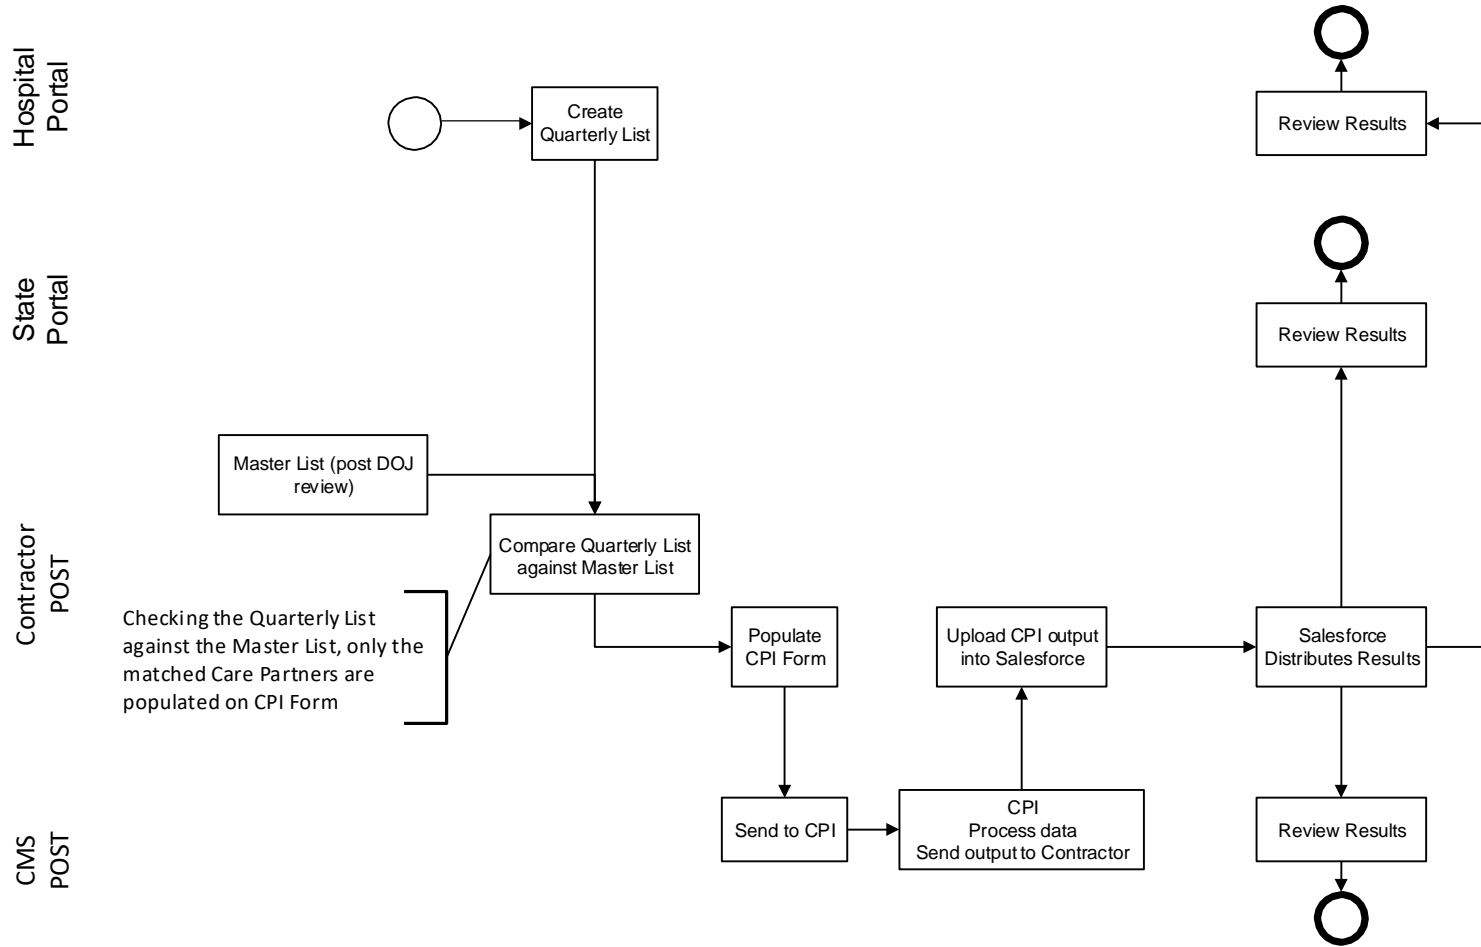 Hospital
Portal
Create
Quarterly List
Review Results
State
Portal
Review Results
Master List (post DOJ
review)
Contractor
POST
Compare Quarterly List
against Master List
Checking the Quarterly List
against the Master List, only the
matched Care Partners are
populated on CPI Form
Populate
CPI Form
Upload CPI output
into Salesforce
Salesforce
Distributes Results
CMS
POST
Send to CPI
CPI
Process data
Send output to Contractor
Review Results